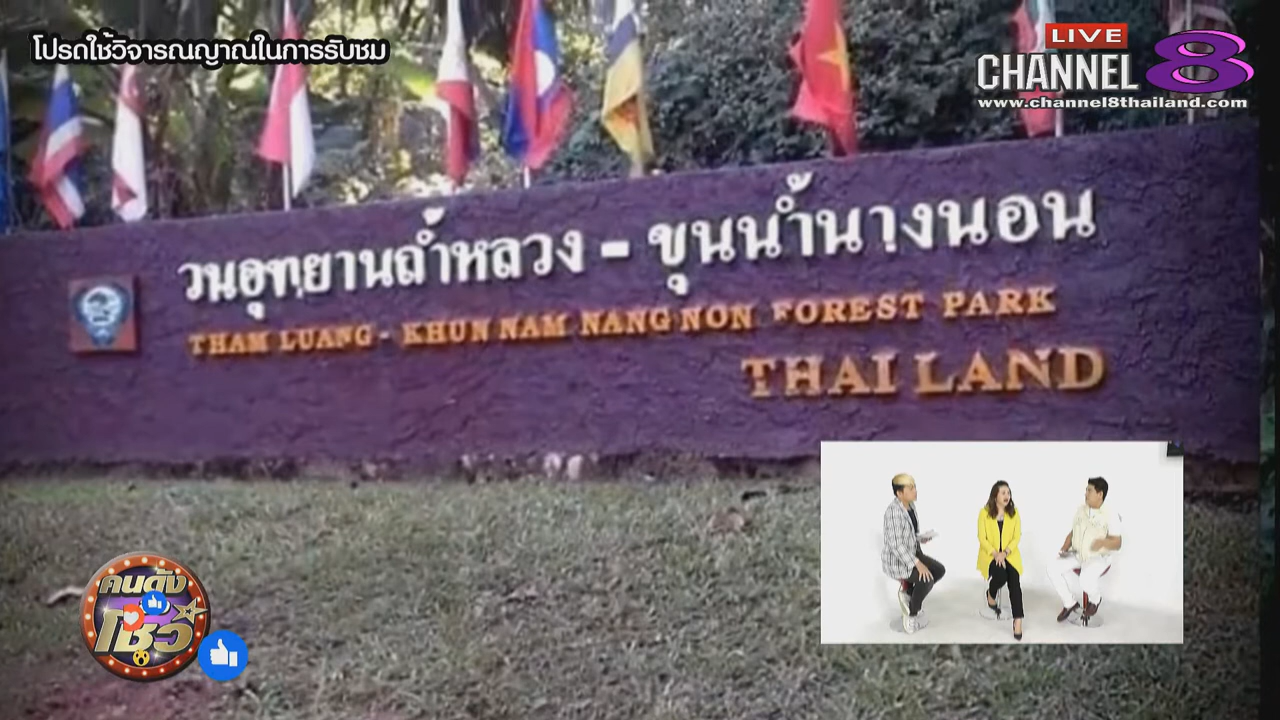 โปรดใช้วิจารณญาณในการรับชม
LIVE
CHANNEL 8
www.channel8thailand.com
วนอุทยานถ้ำหลวง - ขุนน้ำนางนอน
THAM LUANG - KHUN NAM NANG NON FOREST PARK
THAILAND
คนดัง
โชว์